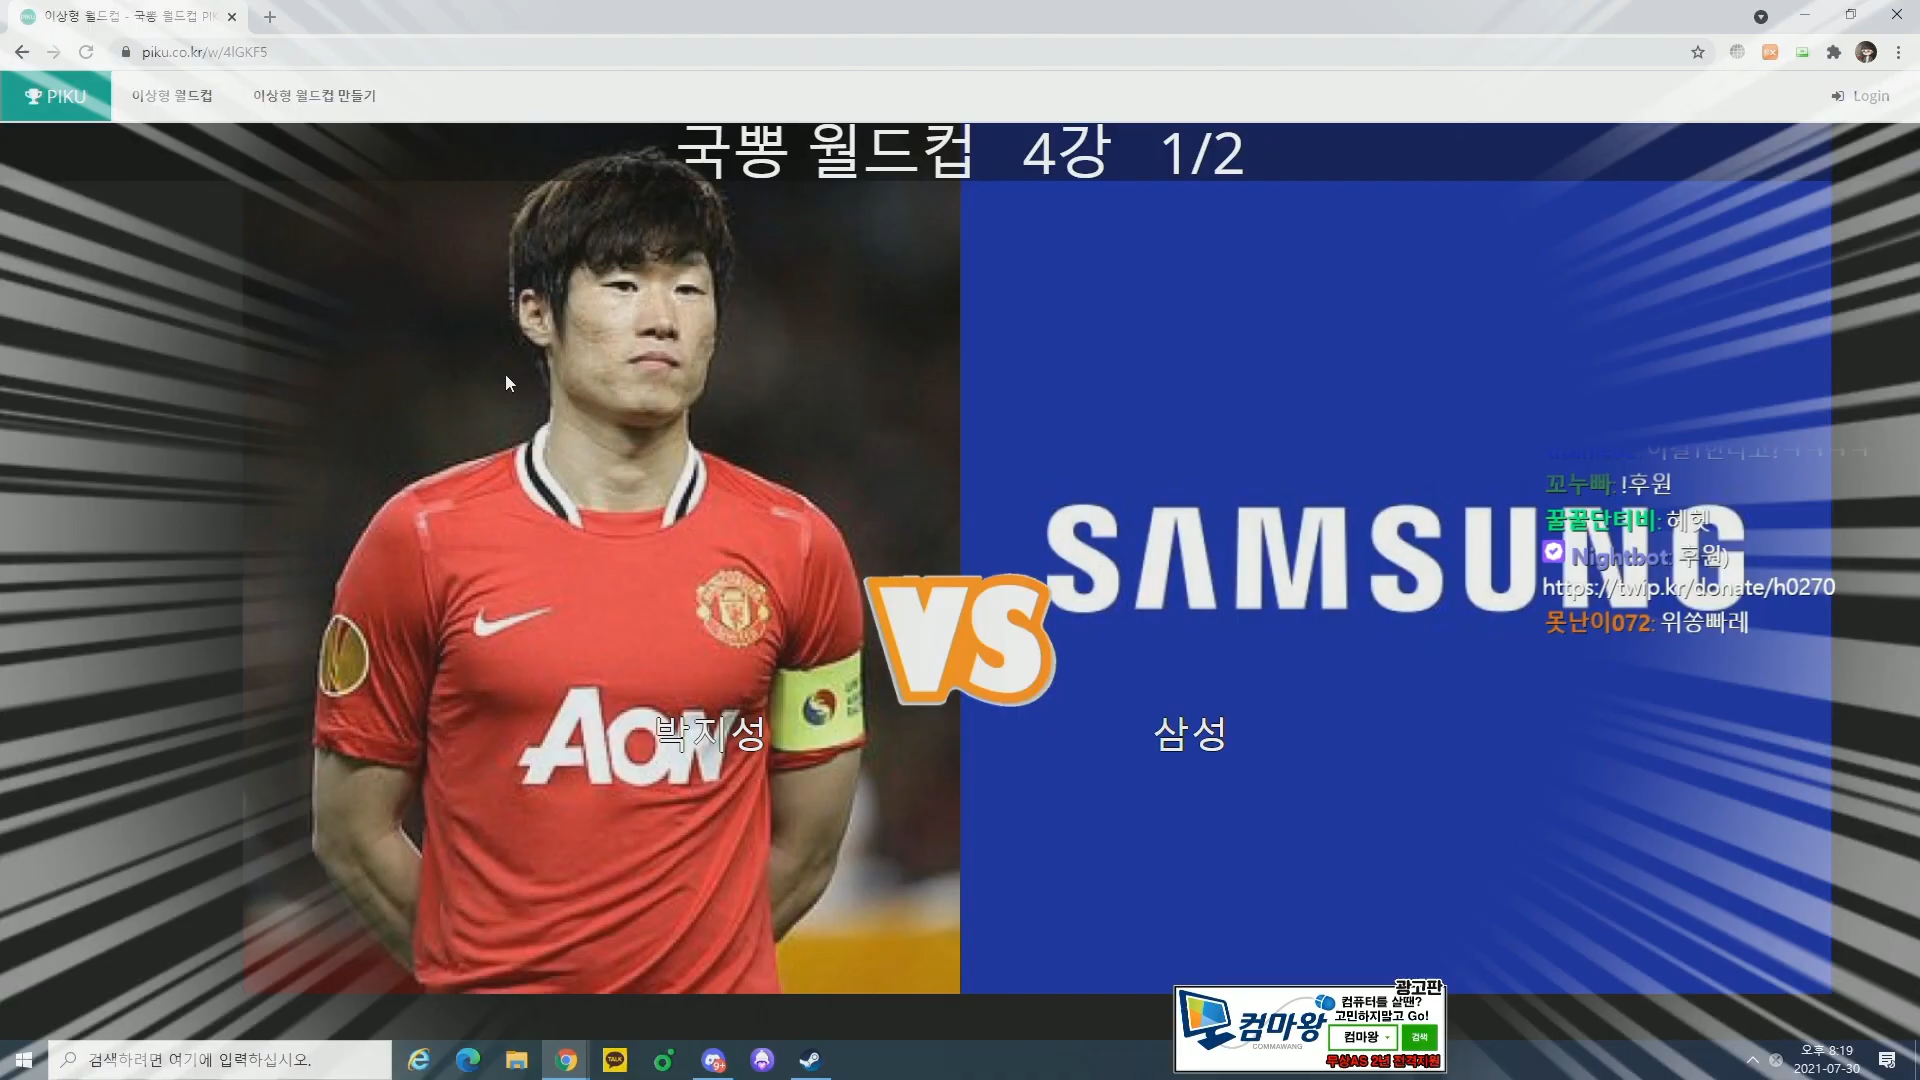 이상형 월드컵 - 국뽕 월드컵 PIK
piku.co.kr/w/4lGKF5
PIKU
이상형 월드컵
이상형 월드컵 만들기
Login
국뽕 월드컵 4강 1/2
꼬누빠: !후원
꿀꿀단티비: 헤헷
Nightbot: 후원)
https://twip.kr/donate/h0270
못난이072: 위쏭빠레
SAMSUNG
VS
AON
박지성
삼성
광고판
컴퓨터를 살땐?
고민하지말고 Go!
컴마왕
COMMAWANG
컴마왕
검색
무상AS 2년 전격지원
검색하려면 여기에 입력하십시오.
TALK
9+
오후 8:19
2021-07-30